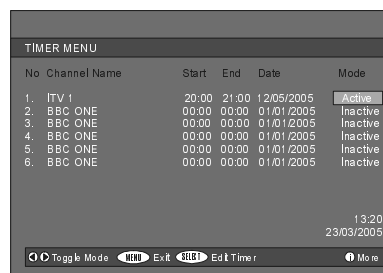 TIMER MENU
No Channel Name Start End Date Mode
1. ITV 1 20:00 21:00 12/05/2005 Active
2. BBC ONE 00:00 00:00 01/01/2005 Inactive
3. BBC ONE 00:00 00:00 01/01/2005 Inactive
4. BBC ONE 00:00 00:00 01/01/2005 Inactive
5. BBC ONE 00:00 00:00 01/01/2005 Inactive
6. BBC ONE 00:00 00:00 01/01/2005 Inactive
13:20
23/03/2005
Toggle Mode MENU Exit SELECT Edit Timer i More